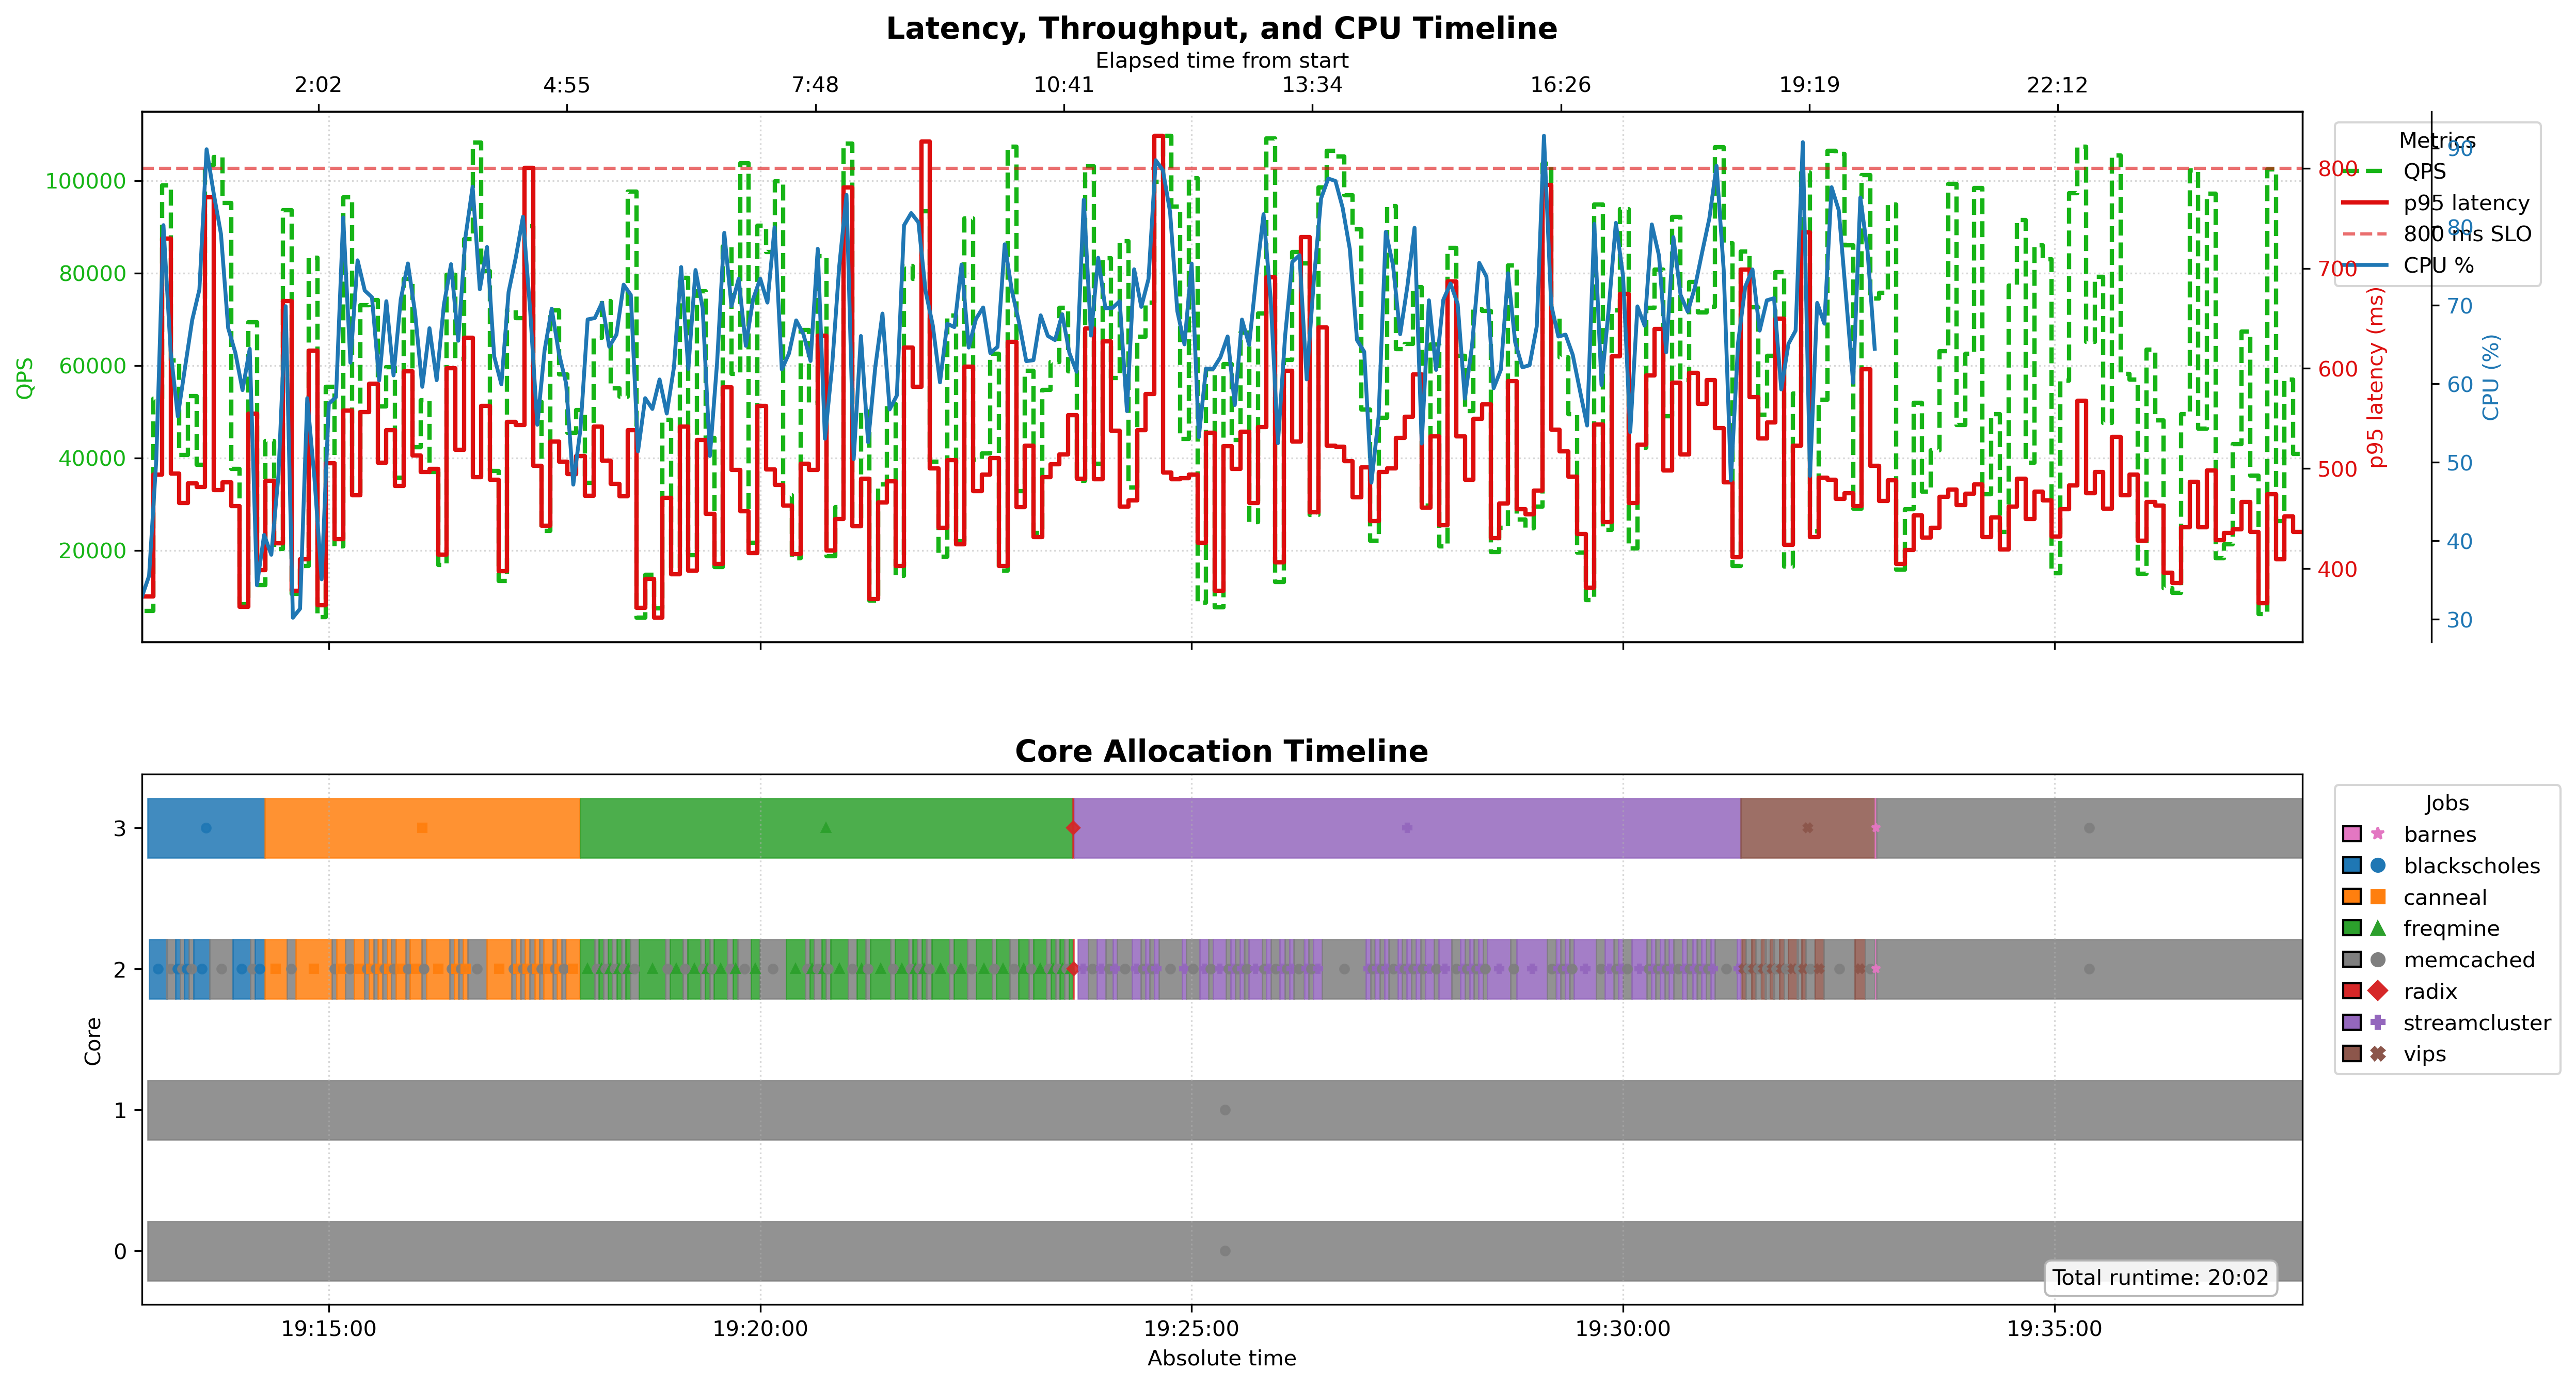 Latency, Throughput, and CPU Timeline
Elapsed time from start
2:02 4:55 7:48 10:41 13:34 16:26 19:19 22:12
QPS
100000
80000
60000
40000
20000
800
700
600
500
400
p95 latency (ms)
90
80
70
60
50
40
30
CPU (%)
Metrics
QPS
p95 latency
800 ms SLO
CPU %
Core Allocation Timeline
Core
3
2
1
0
Total runtime: 20:02
19:15:00 19:20:00 19:25:00 19:30:00 19:35:00
Absolute time
Jobs
barnes
blackscholes
canneal
freqmine
memcached
radix
streamcluster
vips